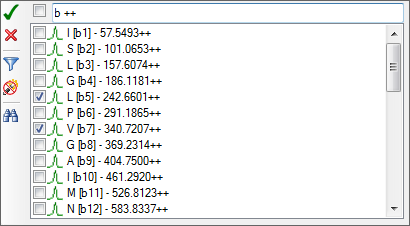 b ++
I [b1] - 57.5493++
S [b2] - 101.0653++
L [b3] - 157.6074++
G [b4] - 186.1181++
L [b5] - 242.6601++
P [b6] - 291.1865++
V [b7] - 340.7207++
G [b8] - 369.2314++
A [b9] - 404.7500++
I [b10] - 461.2920++
M [b11] - 526.8123++
N [b12] - 583.8337++